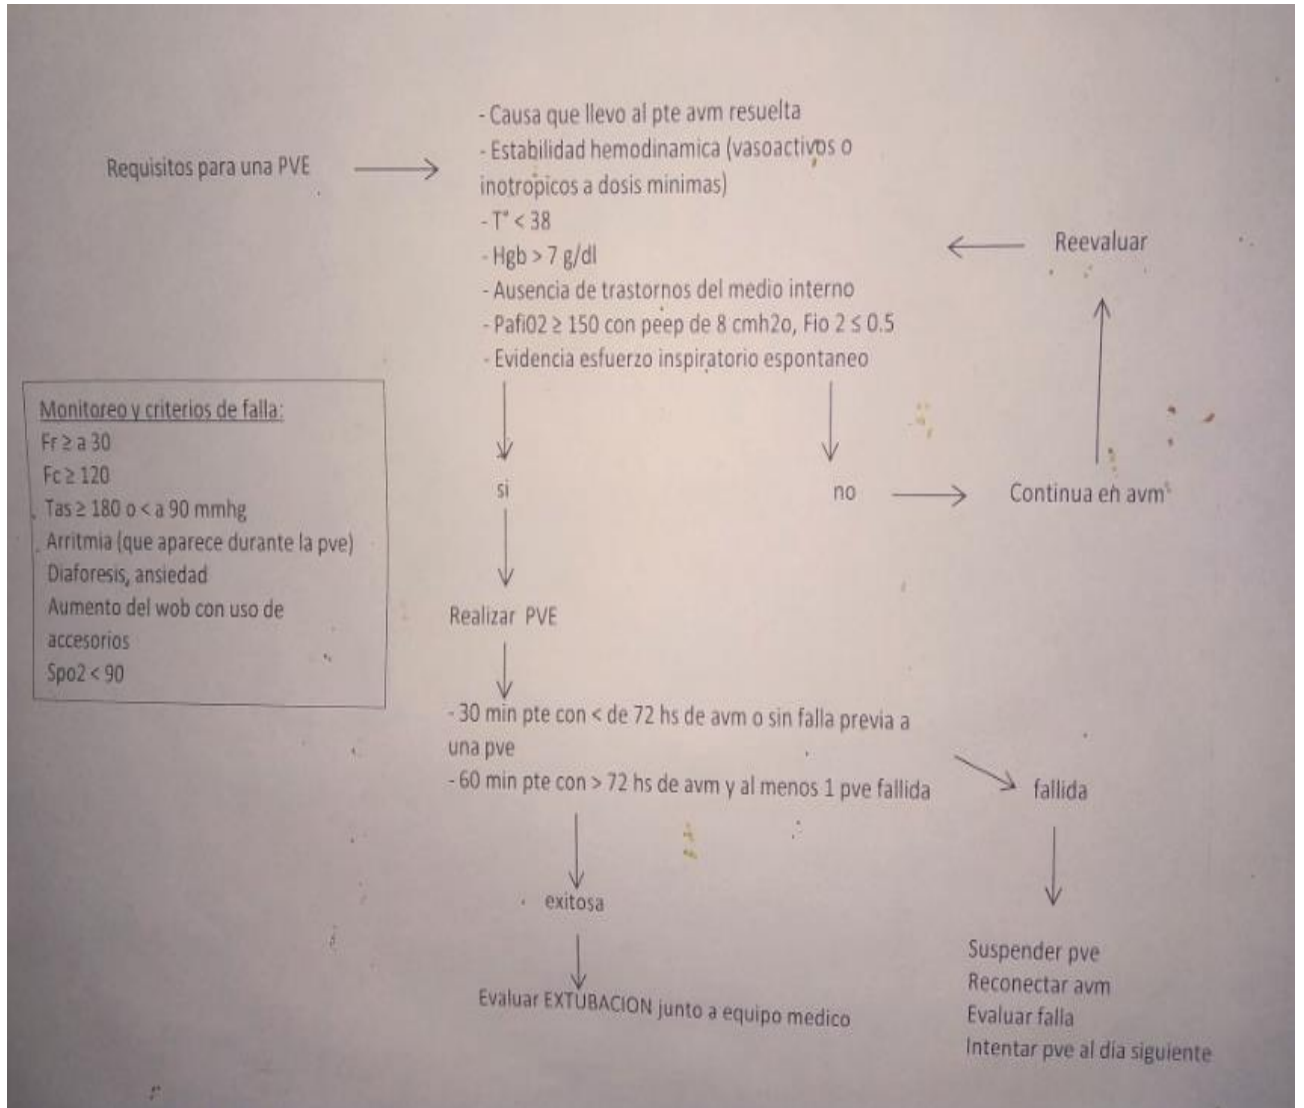 Requisitos para una PVE
- Causa que llevo al pte avm resuelta
- Estabilidad hemodinamica (vasoactivos o
inotropicos a dosis minimas)
- T° < 38
- Hgb > 7 g/dl
- Ausencia de trastornos del medio interno
- Pafi02 ≥ 150 con peep de 8 cmh2o, Fio 2 ≤ 0.5
- Evidencia esfuerzo inspiratorio espontaneo
Reevaluar
Monitoreo y criterios de falla:
Fr ≥ a 30
Fc ≥ 120
Tas ≥ 180 o < a 90 mmhg
Arritmia (que aparece durante la pve)
Diaforesis, ansiedad
Aumento del wob con uso de
accesorios
Spo2 < 90
si
no
Continua en avm
Realizar PVE
- 30 min pte con < de 72 hs de avm o sin falla previa a
una pve
- 60 min pte con > 72 hs de avm y al menos 1 pve fallida
fallida
exitosa
Evaluar EXTUBACION junto a equipo medico
Suspender pve
Reconectar avm
Evaluar falla
Intentar pve al día siguiente